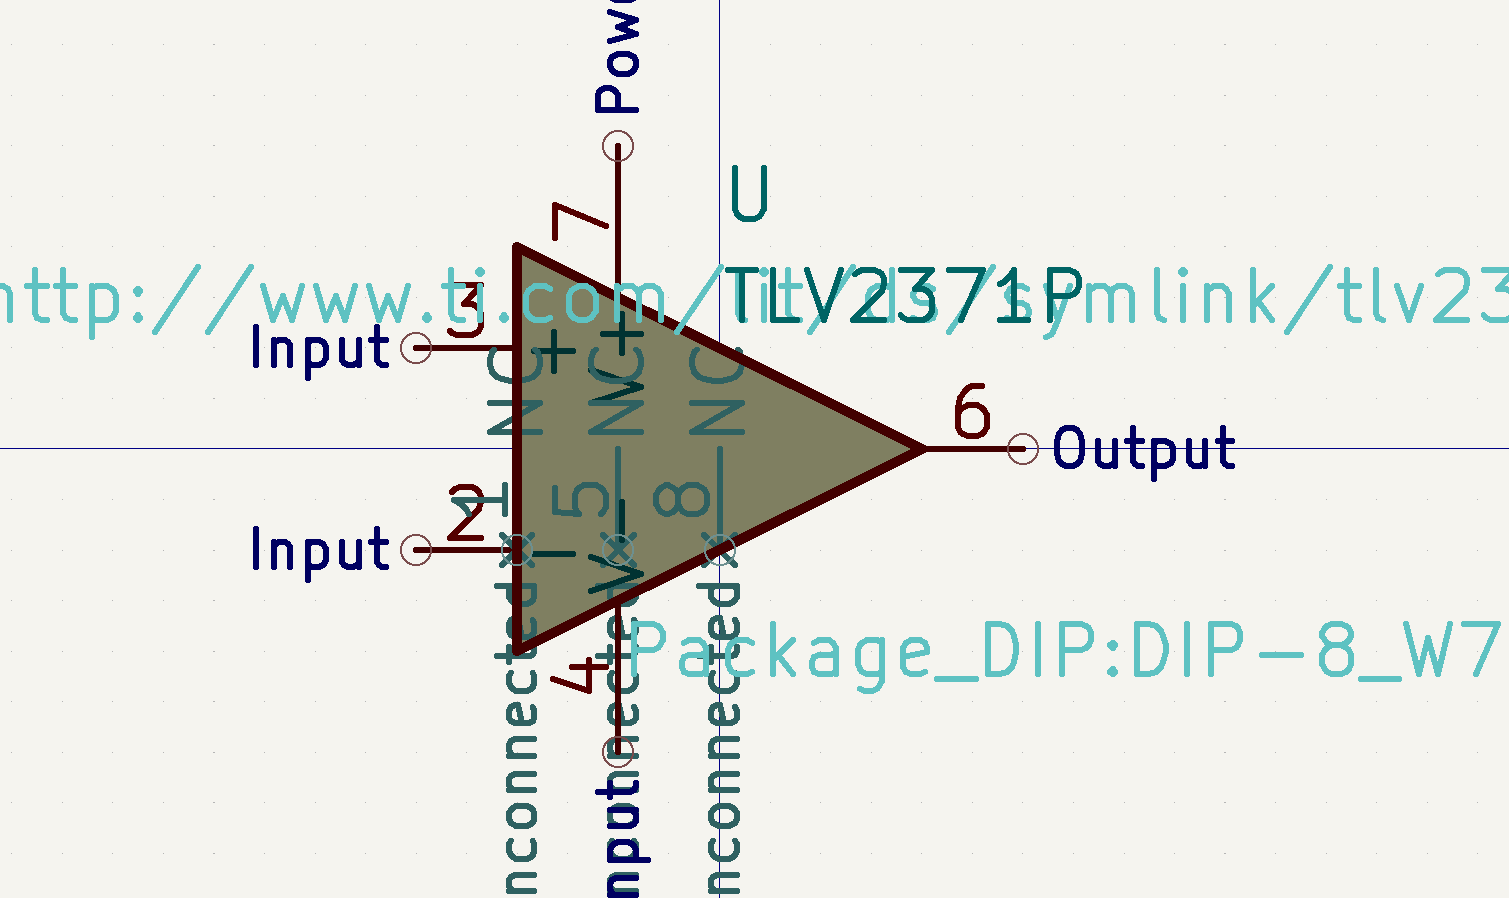 Powe
7
U
http://www.ti.com/lit/ds/symlink/tlv23
TLV2371P
3
Input
+
V+
NC
NC
NC
6
Output
2
1
5
8
Input
-
V-
4
Package_DIP:DIP-8_W7
nconnected
nconnected
nconnected
nput